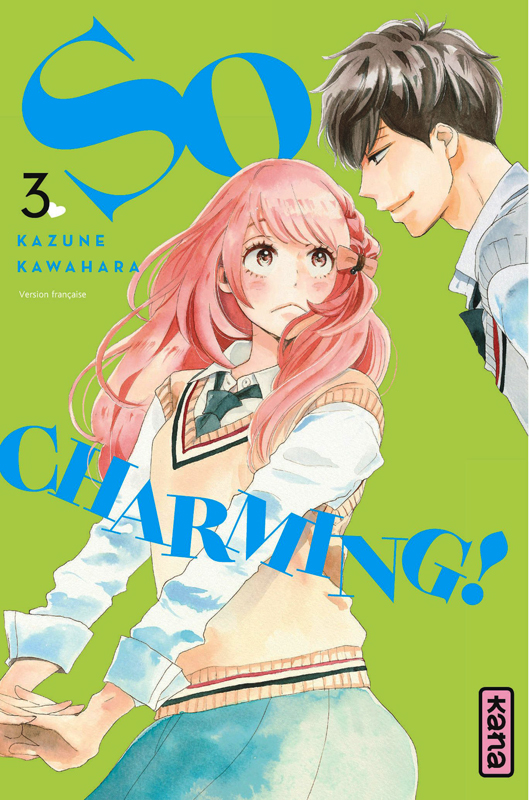 SO
3
KAZUNE
KAWAHARA
Version française
CHARMING!
kana